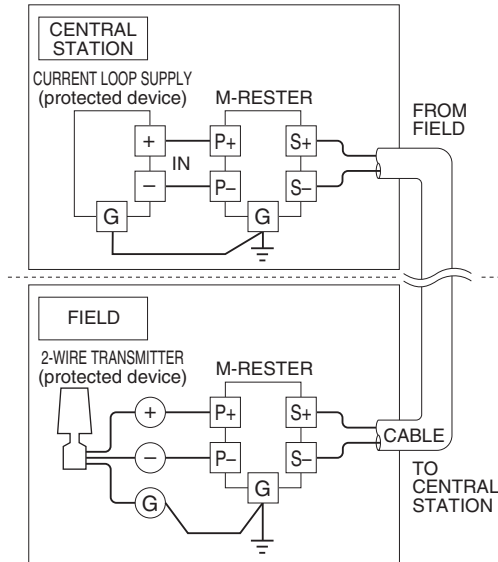 CENTRAL
STATION
CURRENT LOOP SUPPLY
(protected device)
M-RESTER
FROM
FIELD
+
P+
S+
IN
−
P−
S−
G
G
FIELD
2-WIRE TRANSMITTER
(protected device)
M-RESTER
+
P+
S+
CABLE
−
P−
S−
G
G
TO
CENTRAL
STATION